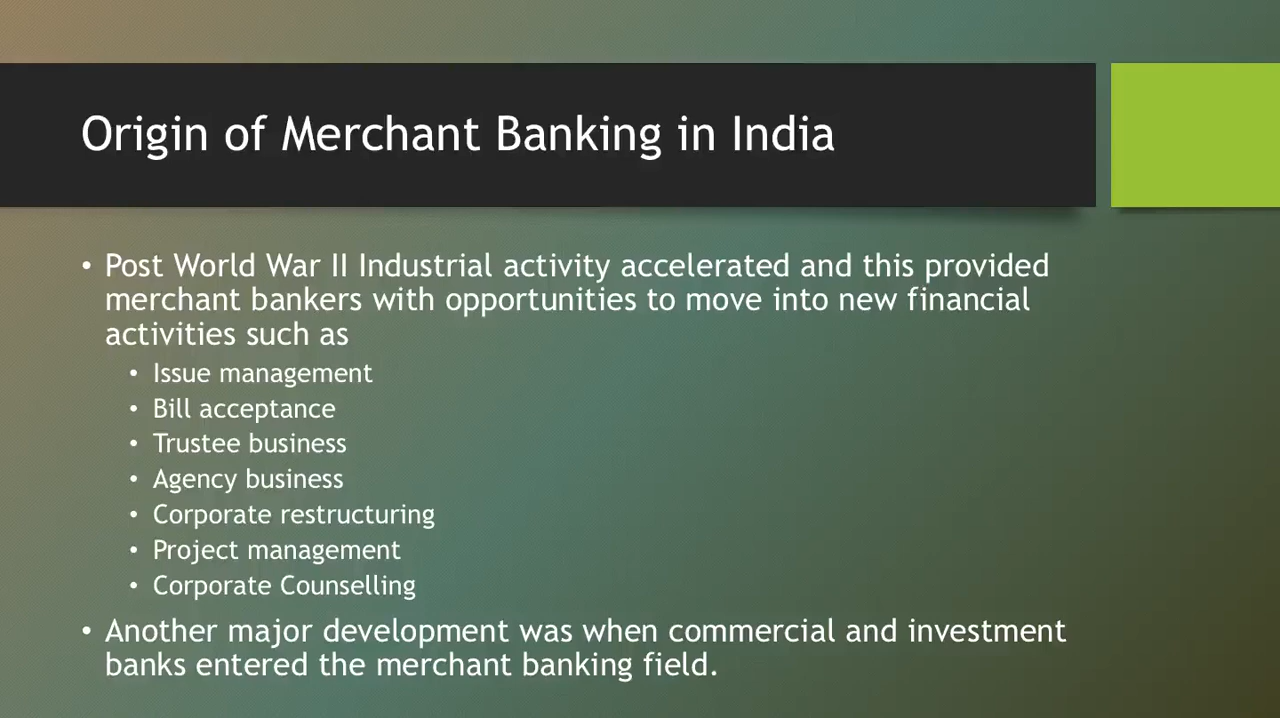 Origin of Merchant Banking in India
• Post World War II Industrial activity accelerated and this provided
merchant bankers with opportunities to move into new financial
activities such as
• Issue management
• Bill acceptance
• Trustee business
• Agency business
• Corporate restructuring
• Project management
• Corporate Counselling
• Another major development was when commercial and investment
banks entered the merchant banking field.